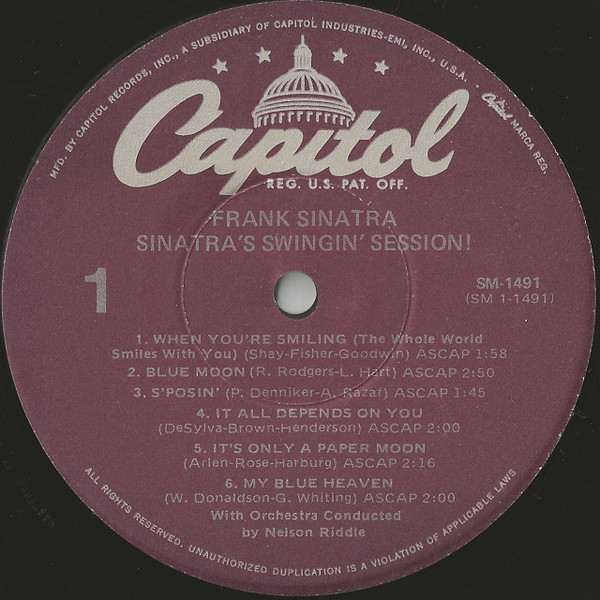 MFD. BY CAPITOL RECORDS, INC., A SUBSIDIARY OF CAPITOL INDUSTRIES-EMI, INC., U.S.A.
Capitol MARCA REG.
Capitol
REG. U.S. PAT. OFF.
FRANK SINATRA
SINATRA'S SWINGIN' SESSION!
1
SM-1491
(SM 1-1491)
1. WHEN YOU'RE SMILING (The Whole World
Smiles With You) (Shay-Fisher-Goodwin) ASCAP 1:58
2. BLUE MOON (R. Rodgers-L. Hart) ASCAP 2:50
3. S'POSIN' (P. Denniker-A. Razaf) ASCAP 1:45
4. IT ALL DEPENDS ON YOU
(DeSylva-Brown-Henderson) ASCAP 2:00
5. IT'S ONLY A PAPER MOON
(Arlen-Rose-Harburg) ASCAP 2:16
6. MY BLUE HEAVEN
(W. Donaldson-G. Whiting) ASCAP 2:00
With Orchestra Conducted
by Nelson Riddle
ALL RIGHTS RESERVED. UNAUTHORIZED DUPLICATION IS A VIOLATION OF APPLICABLE LAWS